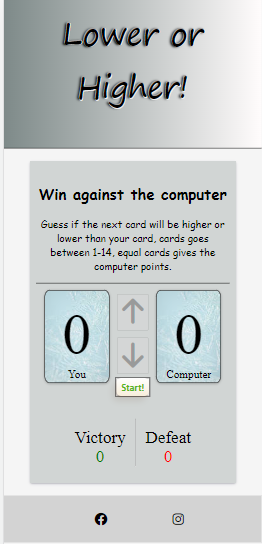 Lower or
Higher!
Win against the computer
Guess if the next card will be higher or
lower than your card, cards goes
between 1-14, equal cards gives the
computer points.
0 0
You Computer
Start!
Victory Defeat
0 0